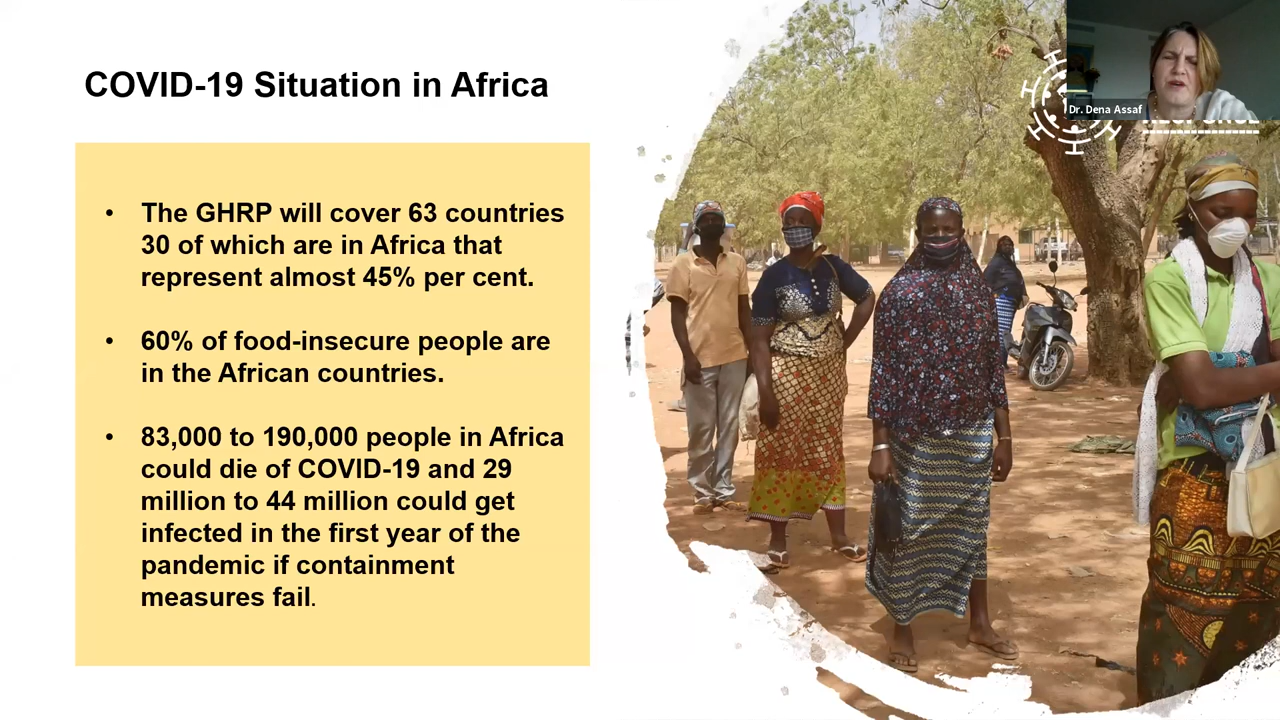 COVID-19 Situation in Africa
Dr. Dena Assaf
• The GHRP will cover 63 countries
30 of which are in Africa that
represent almost 45% per cent.
• 60% of food-insecure people are
in the African countries.
• 83,000 to 190,000 people in Africa
could die of COVID-19 and 29
million to 44 million could get
infected in the first year of the
pandemic if containment
measures fail.